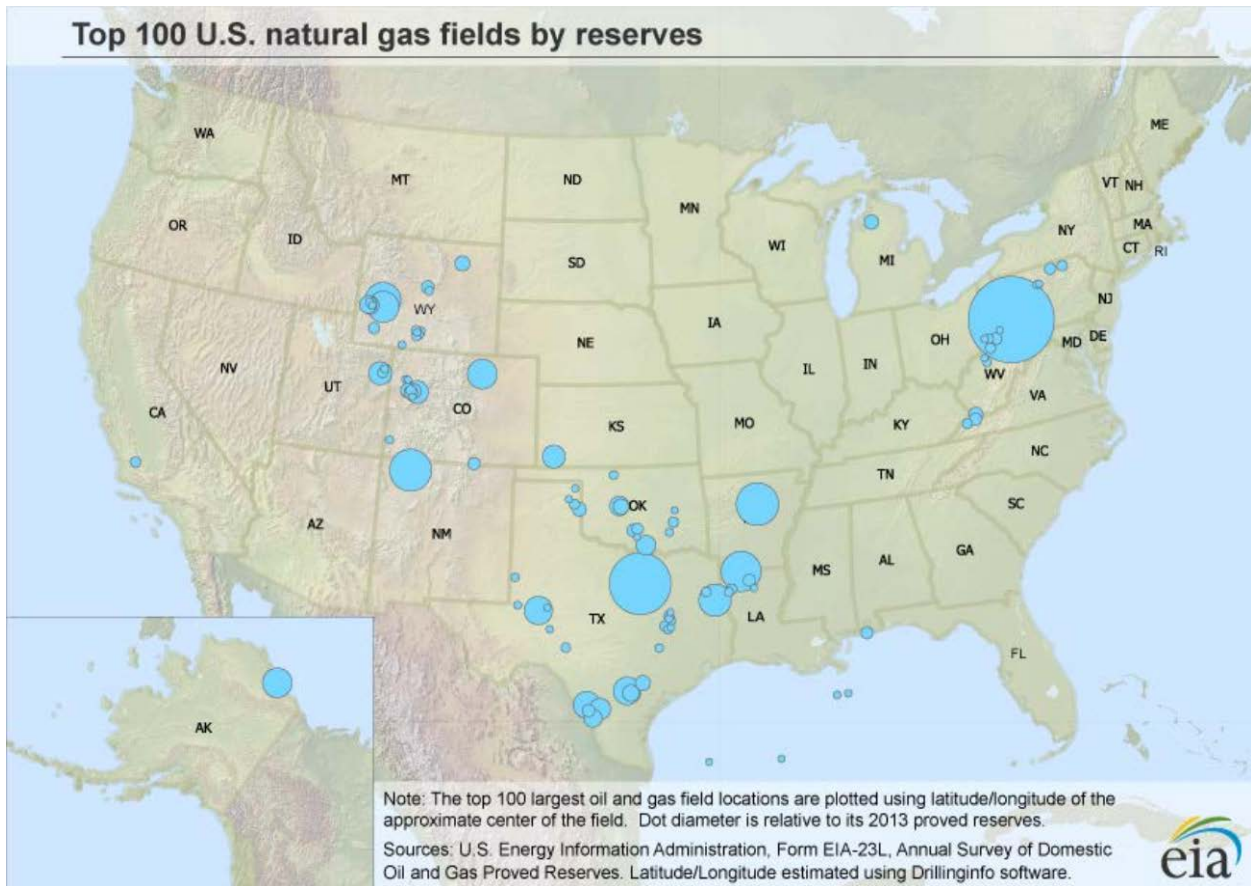 Top 100 U.S. natural gas fields by reserves
WA
MT
ND
MN
ME
VT
NH
OR
ID
SD
WI
MI
NY
MA
CT
RI
WY
IA
NE
NV
UT
CO
IL
IN
OH
NJ
MD
DE
WV
VA
CA
KS
MO
KY
NC
TN
AZ
NM
OK
SC
MS
AL
GA
TX
LA
FL
AK
Note: The top 100 largest oil and gas field locations are plotted using latitude/longitude of the
approximate center of the field. Dot diameter is relative to its 2013 proved reserves.
Sources: U.S. Energy Information Administration, Form EIA-23L, Annual Survey of Domestic
Oil and Gas Proved Reserves. Latitude/Longitude estimated using Drillinginfo software.
eia